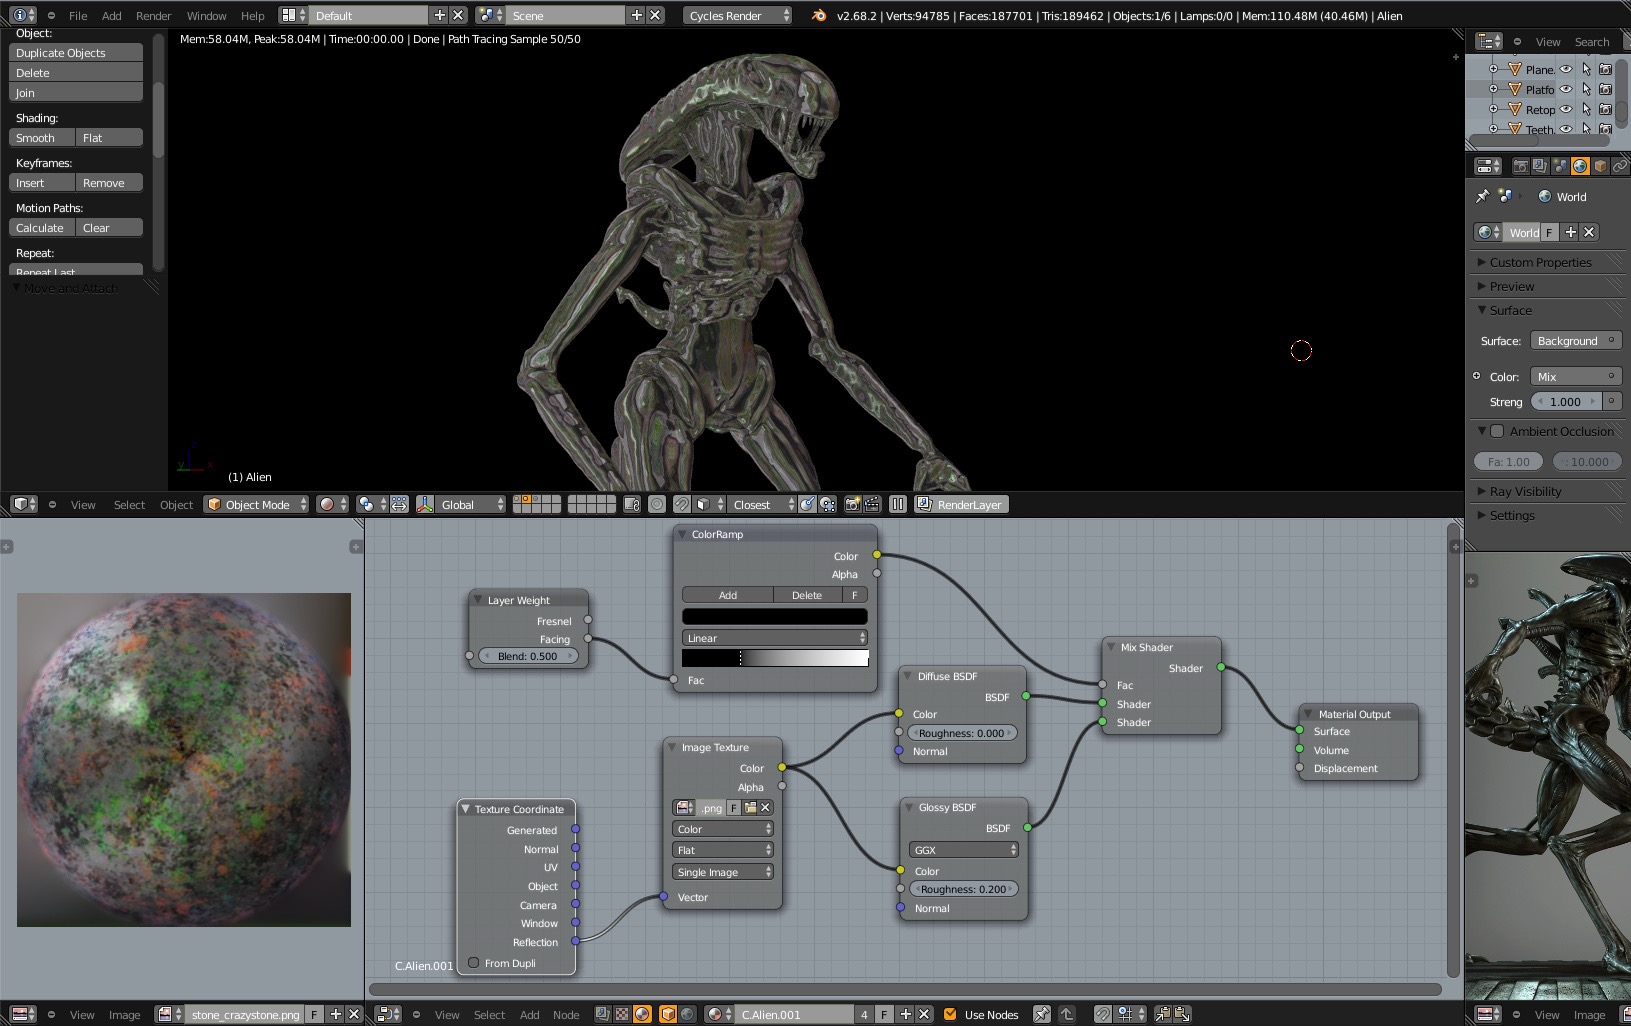 File Add Render Window Help Default Scene Cycles Render v2.68.2 | Verts:94785 | Faces:187701 | Tris:189462 | Objects:1/6 | Lamps:0/0 | Mem:110.48M (40.46M) | Alien
Mem:58.04M, Peak:58.04M | Time:00:00.00 | Done | Path Tracing Sample 50/50
Object:
Duplicate Objects
Delete
Join
Shading:
Smooth Flat
Keyframes:
Insert Remove
Motion Paths:
Calculate Clear
Repeat:
Repeat Last
Move and Attach
(1) Alien
View Select Object Object Mode Global Closest RenderLayer
View Search
Plane.
Platfo
Retop
Teeth.
World
World F
Custom Properties
Preview
Surface
Surface: Background
Color: Mix
Streng 1.000
Ambient Occlusion
Fa: 1.00 : 10.000
Ray Visibility
Settings
ColorRamp
Color
Alpha
Add Delete F
Linear
Fac
Layer Weight
Fresnel
Facing
Blend: 0.500
Diffuse BSDF
BSDF
Color
Roughness: 0.000
Normal
Mix Shader
Shader
Fac
Shader
Shader
Material Output
Surface
Volume
Displacement
Image Texture
Color
Alpha
.png F
Color
Flat
Single Image
Vector
Glossy BSDF
BSDF
GGX
Color
Roughness: 0.200
Normal
Texture Coordinate
Generated
Normal
UV
Object
Camera
Window
Reflection
From Dupli
C.Alien.001
View Image stone_crazystone.png F
View Select Add Node C.Alien.001 4 F Use Nodes
View Image